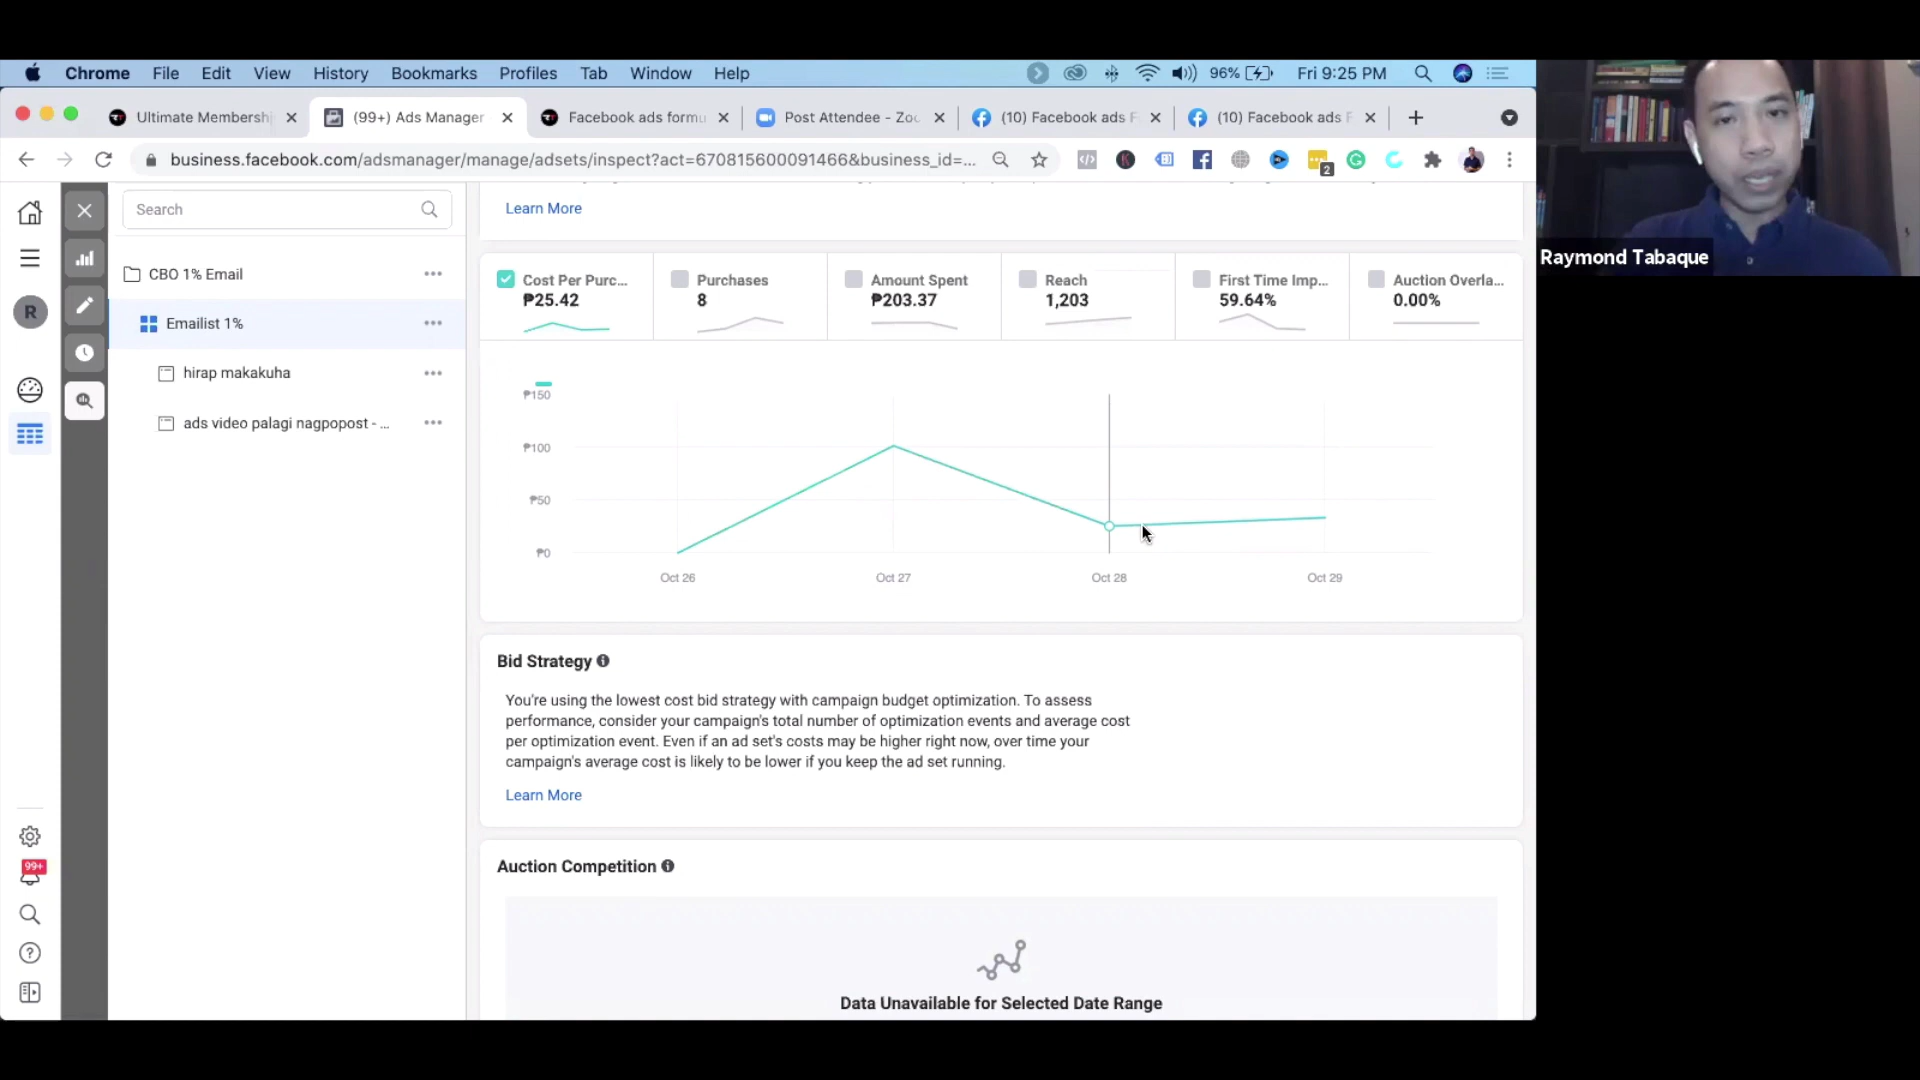 Chrome File Edit View History Bookmarks Profiles Tab Window Help
96% Fri 9:25 PM
Ultimate Membersh
(99+) Ads Manager
Facebook ads formu
Post Attendee - Zoo
(10) Facebook ads F
(10) Facebook ads F
business.facebook.com/adsmanager/manage/adsets/inspect?act=670815600091466&business_id=...
2
Raymond Tabaque
Search
Learn More
CBO 1% Email
R
Emailist 1%
hirap makakuha
ads video palagi nagpopost - ...
99+
Cost Per Purc...
₱25.42
Purchases
8
Amount Spent
₱203.37
Reach
1,203
First Time Imp...
59.64%
Auction Overla...
0.00%
₱150
₱100
₱50
₱0
Oct 26 Oct 27 Oct 28 Oct 29
Bid Strategy
You're using the lowest cost bid strategy with campaign budget optimization. To assess
performance, consider your campaign's total number of optimization events and average cost
per optimization event. Even if an ad set's costs may be higher right now, over time your
campaign's average cost is likely to be lower if you keep the ad set running.
Learn More
Auction Competition
Data Unavailable for Selected Date Range